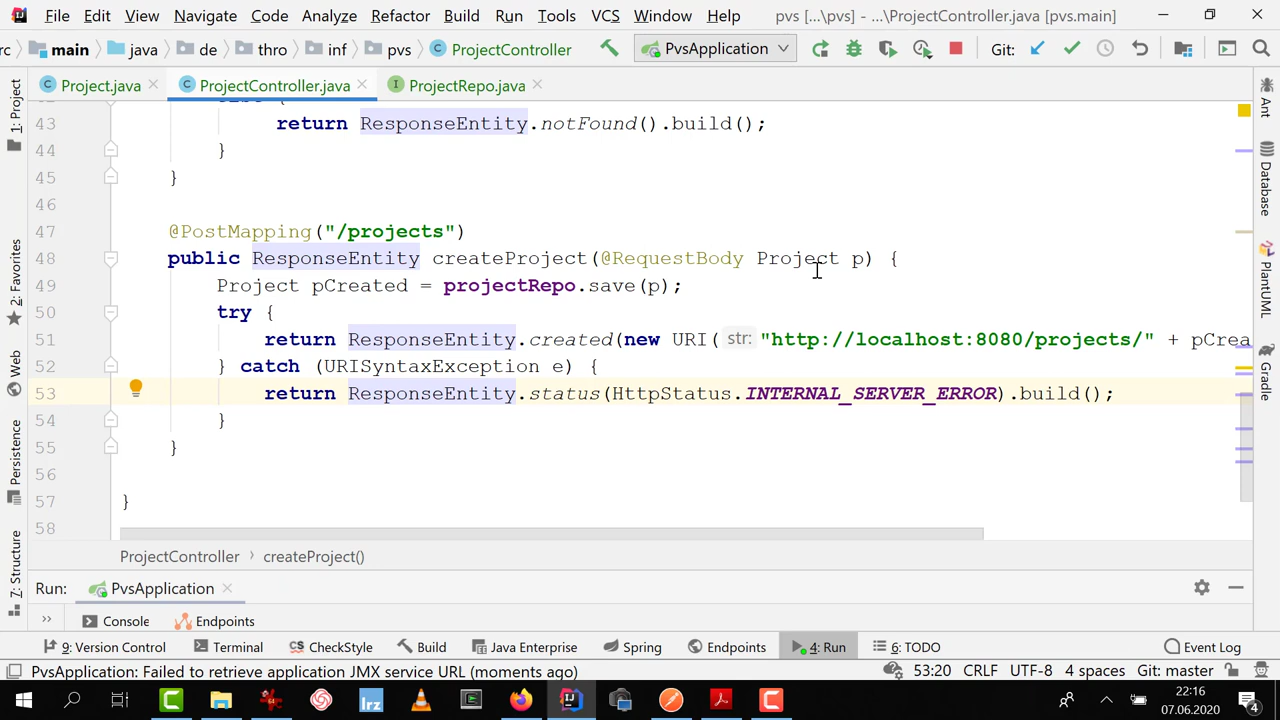 File Edit View Navigate Code Analyze Refactor Build Run Tools VCS Window Help pvs [...\pvs] - ...\ProjectController.java [pvs.main]
rc main java de thro inf pvs ProjectController PvsApplication Git:
Project.java ProjectController.java ProjectRepo.java
43 return ResponseEntity.notFound().build();
44 }
45 }
46
47 @PostMapping("/projects")
48 public ResponseEntity createProject(@RequestBody Project p) {
49 Project pCreated = projectRepo.save(p);
50 try {
51 return ResponseEntity.created(new URI( str: "http://localhost:8080/projects/" + pCrea
52 } catch (URISyntaxException e) {
53 return ResponseEntity.status(HttpStatus.INTERNAL_SERVER_ERROR).build();
54 }
55 }
56
57 }
58
1: Project
2: Favorites
Web
Persistence
7: Structure
Ant
Database
PlantUML
Gradle
ProjectController › createProject()
Run: PvsApplication
Console Endpoints
9: Version Control Terminal CheckStyle Build Java Enterprise Spring Endpoints 4: Run 6: TODO Event Log
PvsApplication: Failed to retrieve application JMX service URL (moments ago) 53:20 CRLF UTF-8 4 spaces Git: master
lrz 22:16
07.06.2020 4